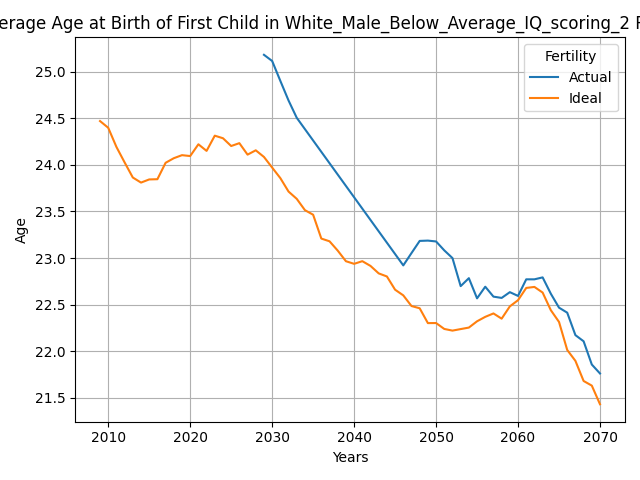 erage Age at Birth of First Child in White_Male_Below_Average_IQ_scoring_2
Fertility
Actual
Ideal
25.0
24.5
24.0
23.5
23.0
22.5
22.0
21.5
Age
2010 2020 2030 2040 2050 2060 2070
Years